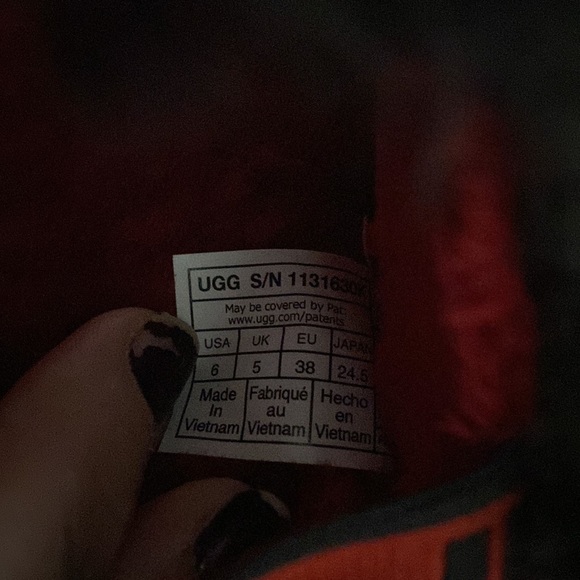 UGG S/N
May be covered by Pat:
www.ugg.com/patents
USA UK EU JAPAN
6 5 38 24.5
Made Fabriqué Hecho
In au en
Vietnam Vietnam Vietnam